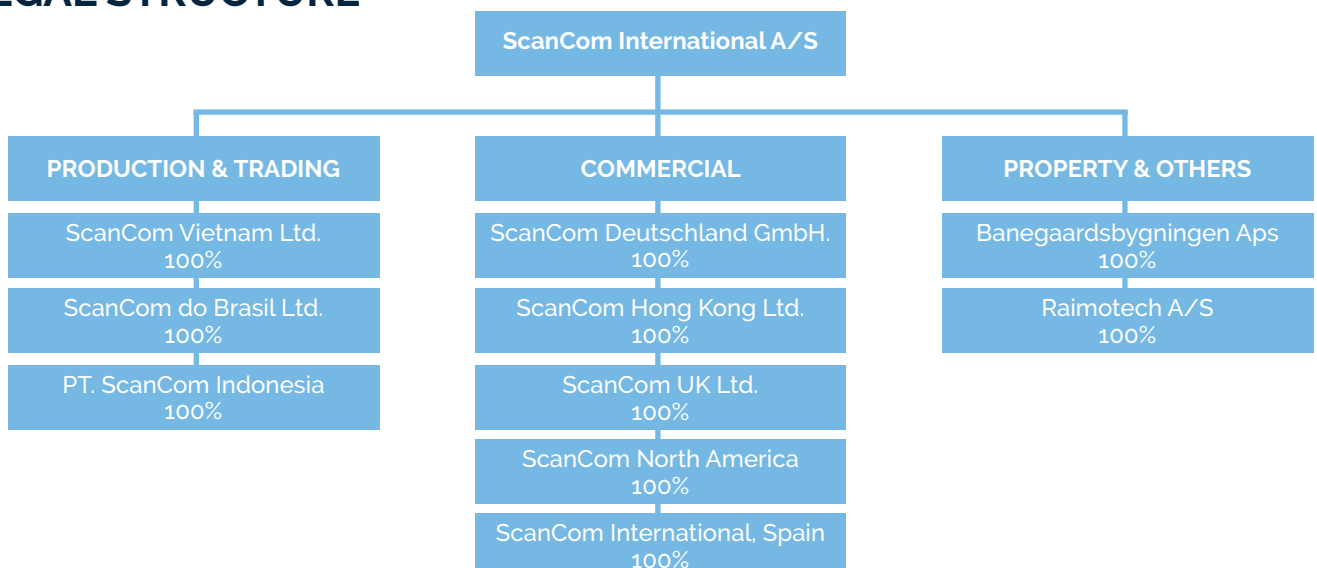 LEGAL STRUCTURE
ScanCom International A/S
PRODUCTION & TRADING
ScanCom Vietnam Ltd.
100%
ScanCom do Brasil Ltd.
100%
PT. ScanCom Indonesia
100%
COMMERCIAL
ScanCom Deutschland GmbH.
100%
ScanCom Hong Kong Ltd.
100%
ScanCom UK Ltd.
100%
ScanCom North America
100%
ScanCom International, Spain
100%
PROPERTY & OTHERS
Banegaardsbygningen Aps
100%
Raimotech A/S
100%